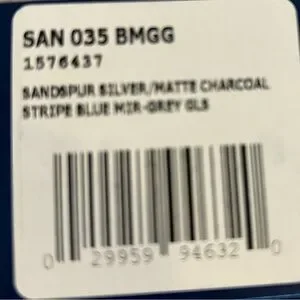 SAN 035 BMGG
1576437
SANDSPUR SILVER/MATTE CHARCOAL
STRIPE BLUE MIR-GREY GLS
0 29959 94632 0